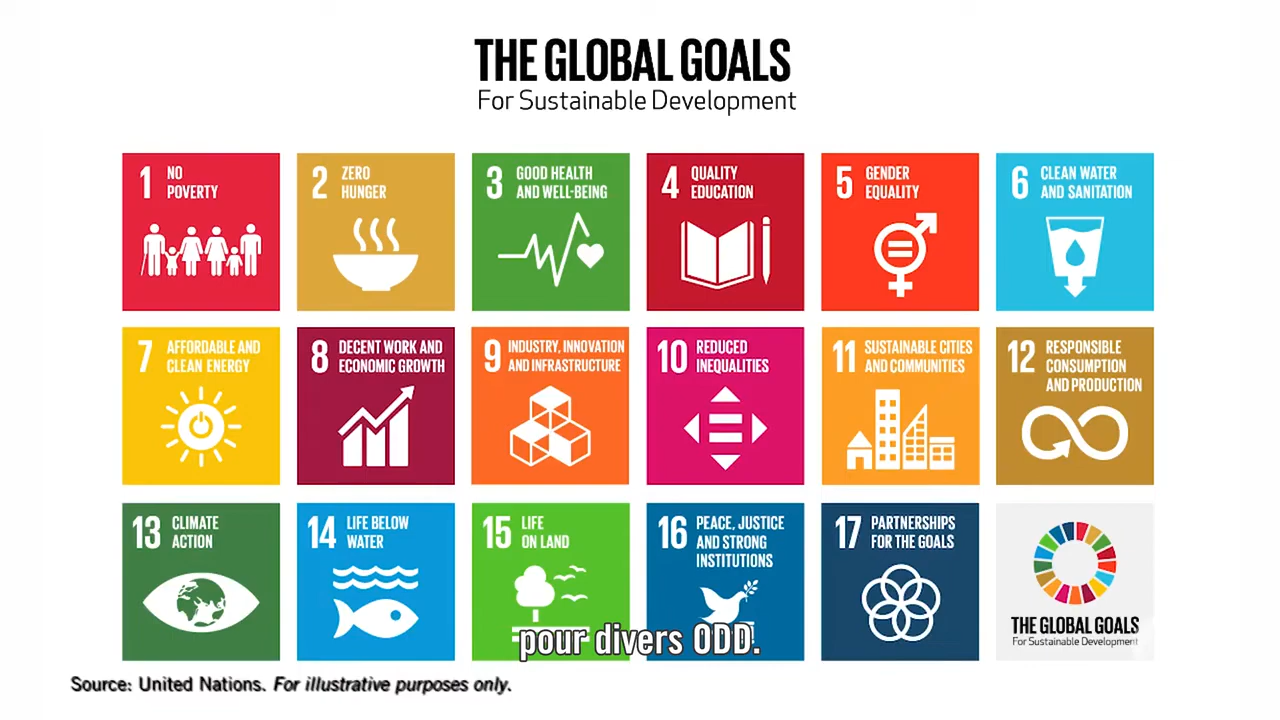 THE GLOBAL GOALS
For Sustainable Development
1 NO
POVERTY
2 ZERO
HUNGER
3 GOOD HEALTH
AND WELL-BEING
4 QUALITY
EDUCATION
5 GENDER
EQUALITY
6 CLEAN WATER
AND SANITATION
7 AFFORDABLE AND
CLEAN ENERGY
8 DECENT WORK AND
ECONOMIC GROWTH
9 INDUSTRY, INNOVATION
AND INFRASTRUCTURE
10 REDUCED
INEQUALITIES
11 SUSTAINABLE CITIES
AND COMMUNITIES
12 RESPONSIBLE
CONSUMPTION
AND PRODUCTION
13 CLIMATE
ACTION
14 LIFE BELOW
WATER
15 LIFE
ON LAND
16 PEACE, JUSTICE
AND STRONG
INSTITUTIONS
17 PARTNERSHIPS
FOR THE GOALS
THE GLOBAL GOALS
For Sustainable Development
pour divers ODD.
Source: United Nations. For illustrative purposes only.